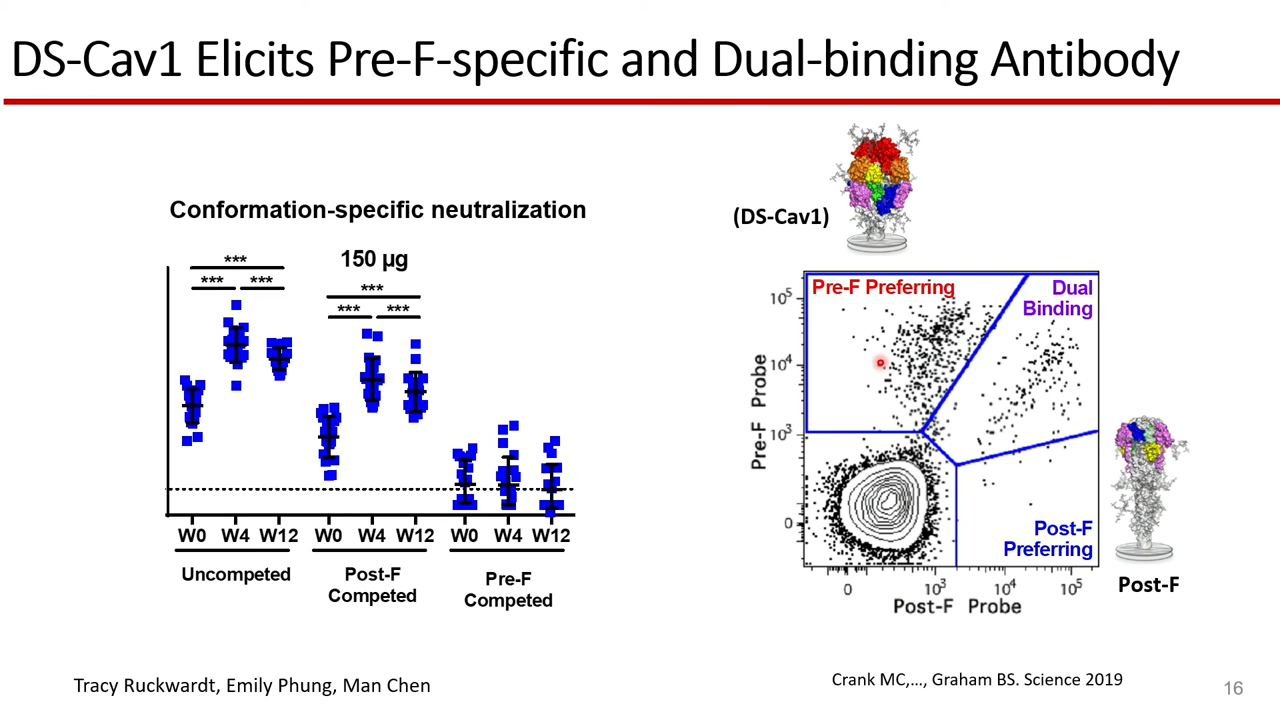 DS-Cav1 Elicits Pre-F-specific and Dual-binding Antibody
Conformation-specific neutralization
150 µg
***
*** ***
***
*** ***
W0 W4 W12 W0 W4 W12 W0 W4 W12
Uncompeted
Post-F
Competed
Pre-F
Competed
(DS-Cav1)
Pre-F Preferring
Dual
Binding
Post-F
Preferring
Pre-F Probe
10⁵
10⁴
10³
0
0 10³ 10⁴ 10⁵
Post-F Probe
Post-F
Tracy Ruckwardt, Emily Phung, Man Chen
Crank MC,..., Graham BS. Science 2019
16